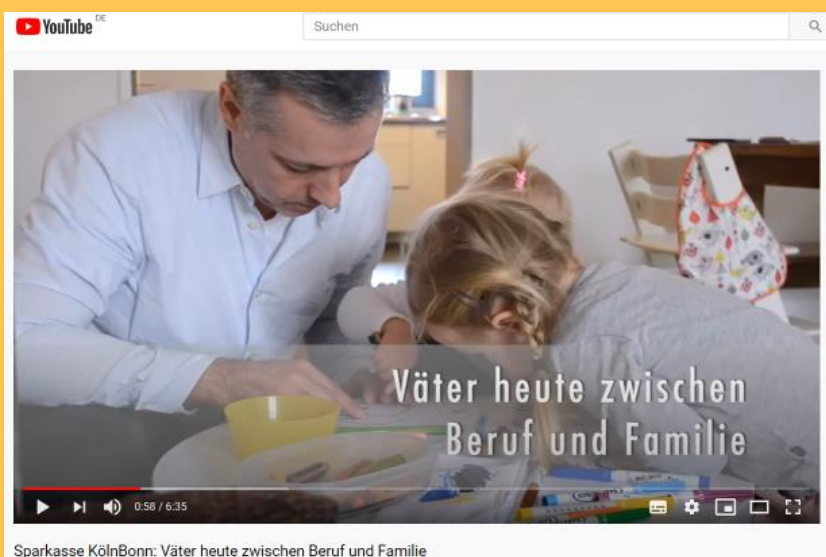 YouTube DE
Suchen
Väter heute zwischen
Beruf und Familie
0:58 / 6:35
Sparkasse KölnBonn: Väter heute zwischen Beruf und Familie